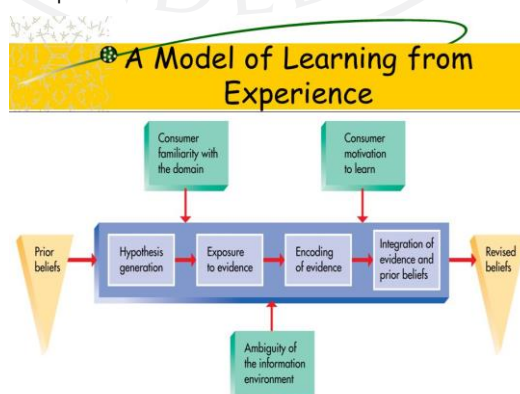 A Model of Learning from
Experience
Consumer
familiarity with
the domain
Consumer
motivation
to learn
Prior
beliefs
Hypothesis
generation
Exposure
to evidence
Encoding
of evidence
Integration of
evidence and
prior beliefs
Revised
beliefs
Ambiguity of
the information
environment